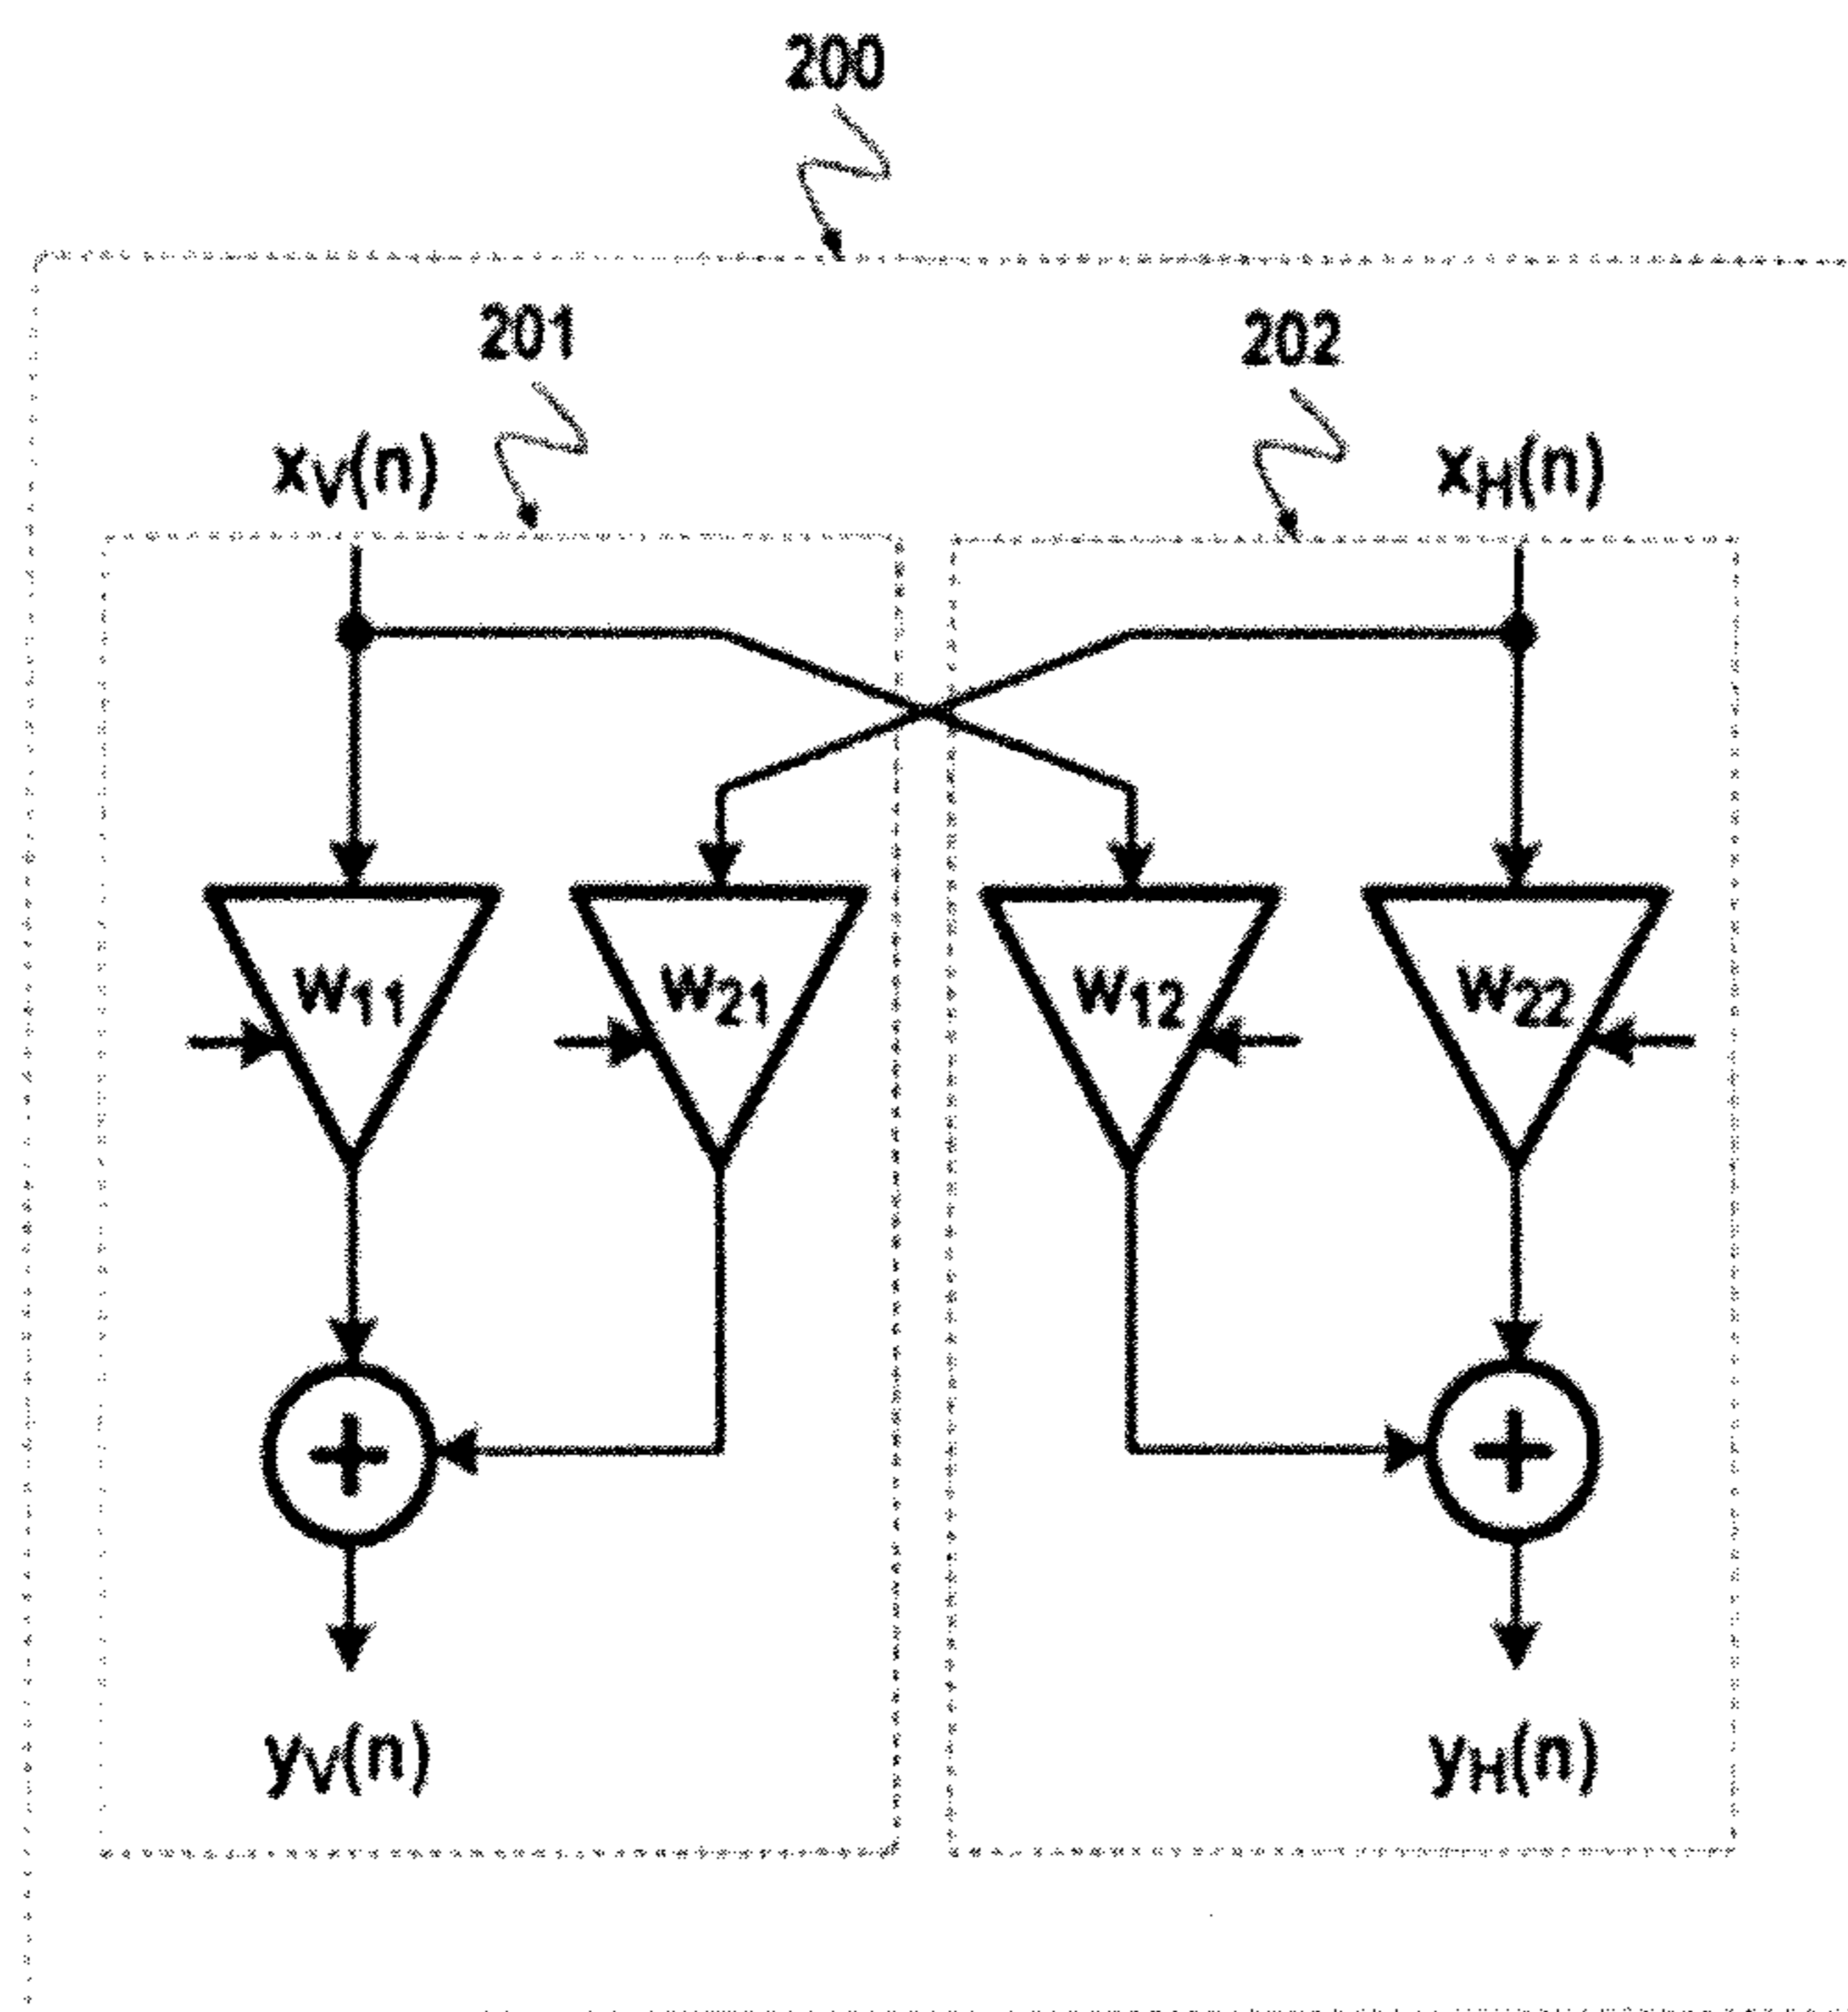 200
201 202
xV(n) xH(n)
W11 W21 W12 W22
+ +
yV(n) yH(n)